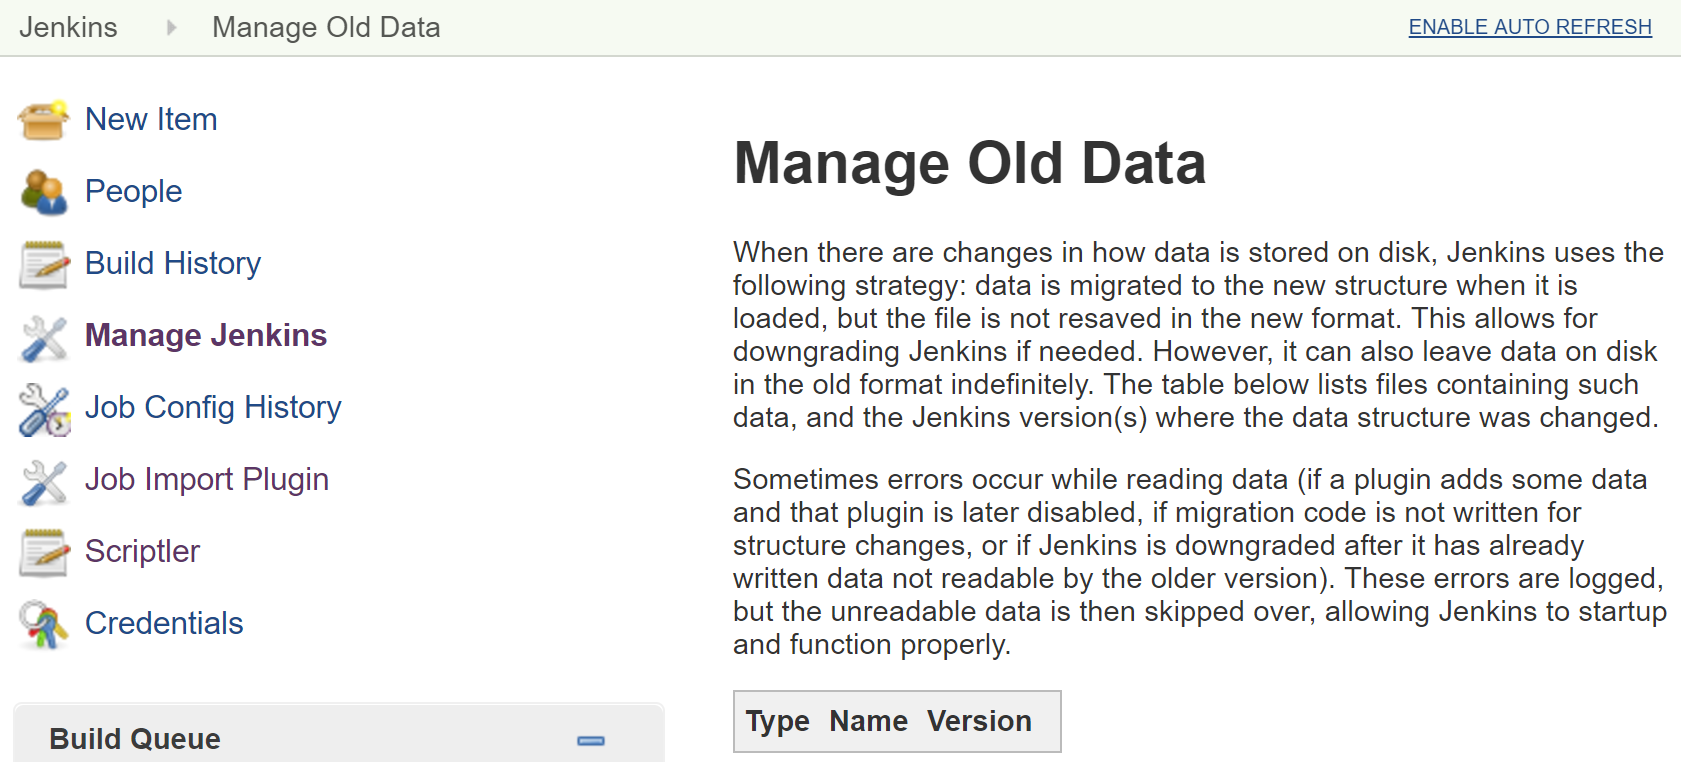 Jenkins
Manage Old Data
ENABLE AUTO REFRESH
New Item
People
Build History
Manage Jenkins
Job Config History
Job Import Plugin
Scriptler
Credentials
Build Queue
Manage Old Data
When there are changes in how data is stored on disk, Jenkins uses the
following strategy: data is migrated to the new structure when it is
loaded, but the file is not resaved in the new format. This allows for
downgrading Jenkins if needed. However, it can also leave data on disk
in the old format indefinitely. The table below lists files containing such
data, and the Jenkins version(s) where the data structure was changed.
Sometimes errors occur while reading data (if a plugin adds some data
and that plugin is later disabled, if migration code is not written for
structure changes, or if Jenkins is downgraded after it has already
written data not readable by the older version). These errors are logged,
but the unreadable data is then skipped over, allowing Jenkins to startup
and function properly.
Type Name Version